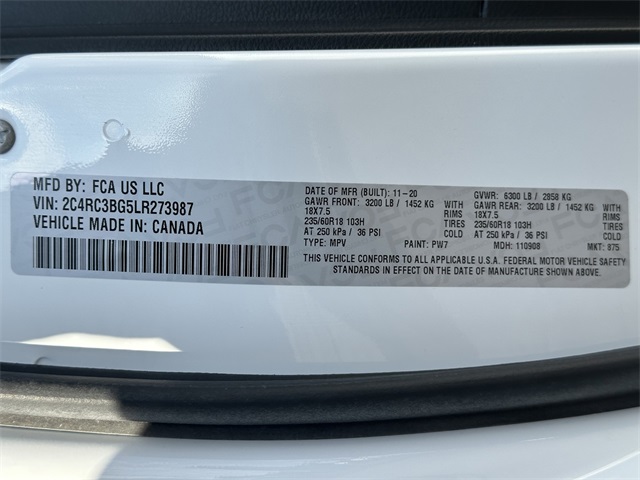 MFD BY: FCA US LLC
VIN: 2C4RC3BG5LR273987
VEHICLE MADE IN: CANADA
DATE OF MFR (BUILT): 11-20 GVWR: 6300 LB / 2858 KG
GAWR FRONT: 3200 LB / 1452 KG WITH GAWR REAR: 3200 LB / 1452 KG WITH
18X7.5 RIMS 18X7.5 RIMS
235/60R18 103H TIRES 235/60R18 103H TIRES
AT 250 kPa / 36 PSI COLD AT 250 kPa / 36 PSI COLD
TYPE: MPV PAINT: PW7 MDH: 110908 MKT: 875
THIS VEHICLE CONFORMS TO ALL APPLICABLE U.S.A. FEDERAL MOTOR VEHICLE SAFETY
STANDARDS IN EFFECT ON THE DATE OF MANUFACTURE SHOWN ABOVE.